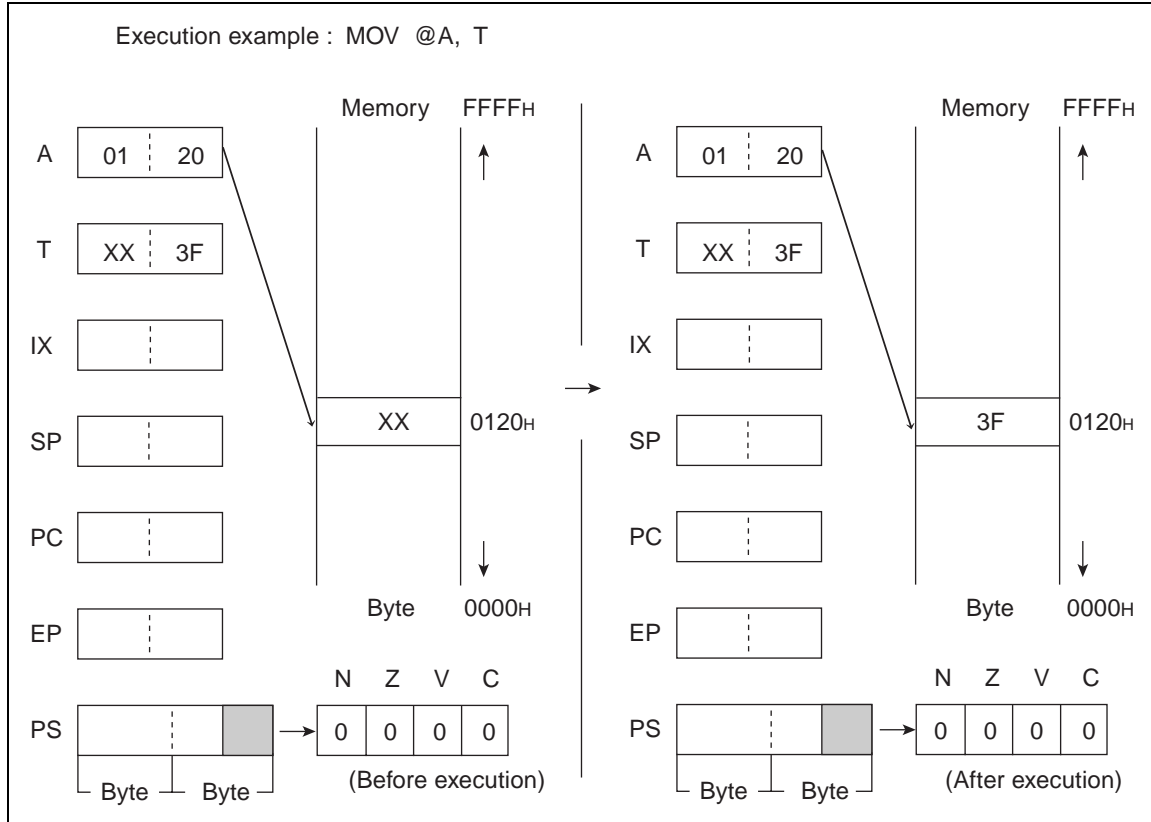 Execution example : MOV @A, T
Memory FFFFH
A 01 20
T XX 3F
IX
XX 0120H
SP
PC
Byte 0000H
EP
N Z V C
PS 0 0 0 0
(Before execution)
Byte Byte
Memory FFFFH
A 01 20
T XX 3F
IX
3F 0120H
SP
PC
Byte 0000H
EP
N Z V C
PS 0 0 0 0
(After execution)
Byte Byte